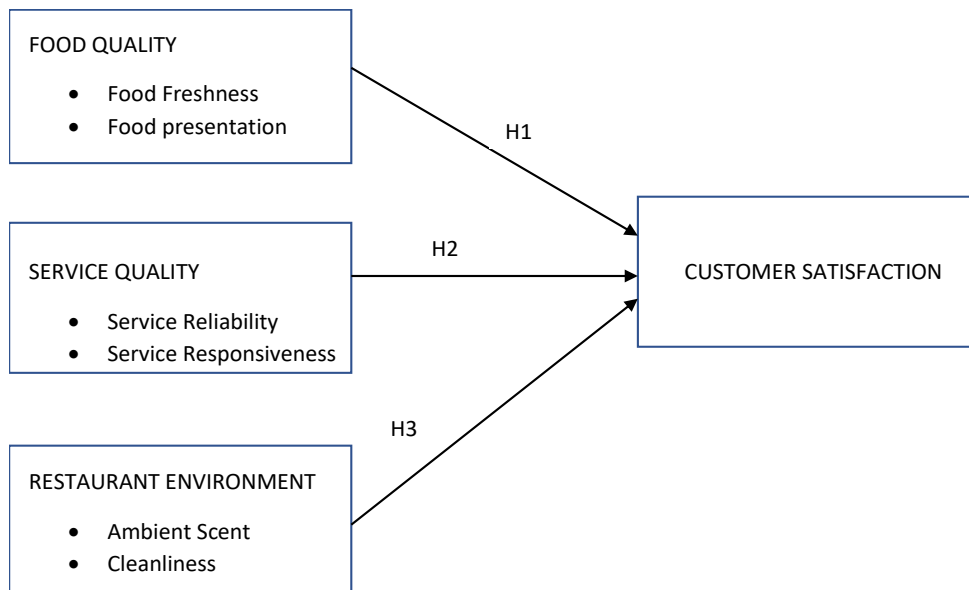 FOOD QUALITY
• Food Freshness
• Food presentation
H1
SERVICE QUALITY
• Service Reliability
• Service Responsiveness
H2
CUSTOMER SATISFACTION
RESTAURANT ENVIRONMENT
• Ambient Scent
• Cleanliness
H3